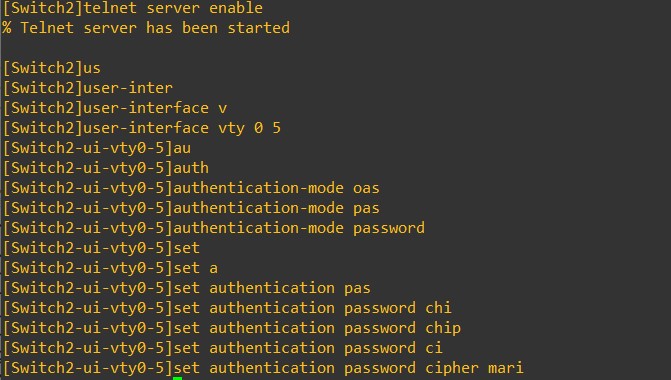 [Switch2]telnet server enable
% Telnet server has been started
[Switch2]us
[Switch2]user-inter
[Switch2]user-interface v
[Switch2]user-interface vty 0 5
[Switch2-ui-vty0-5]au
[Switch2-ui-vty0-5]auth
[Switch2-ui-vty0-5]authentication-mode oas
[Switch2-ui-vty0-5]authentication-mode pas
[Switch2-ui-vty0-5]authentication-mode password
[Switch2-ui-vty0-5]set
[Switch2-ui-vty0-5]set a
[Switch2-ui-vty0-5]set authentication pas
[Switch2-ui-vty0-5]set authentication password chi
[Switch2-ui-vty0-5]set authentication password chip
[Switch2-ui-vty0-5]set authentication password ci
[Switch2-ui-vty0-5]set authentication password cipher mari